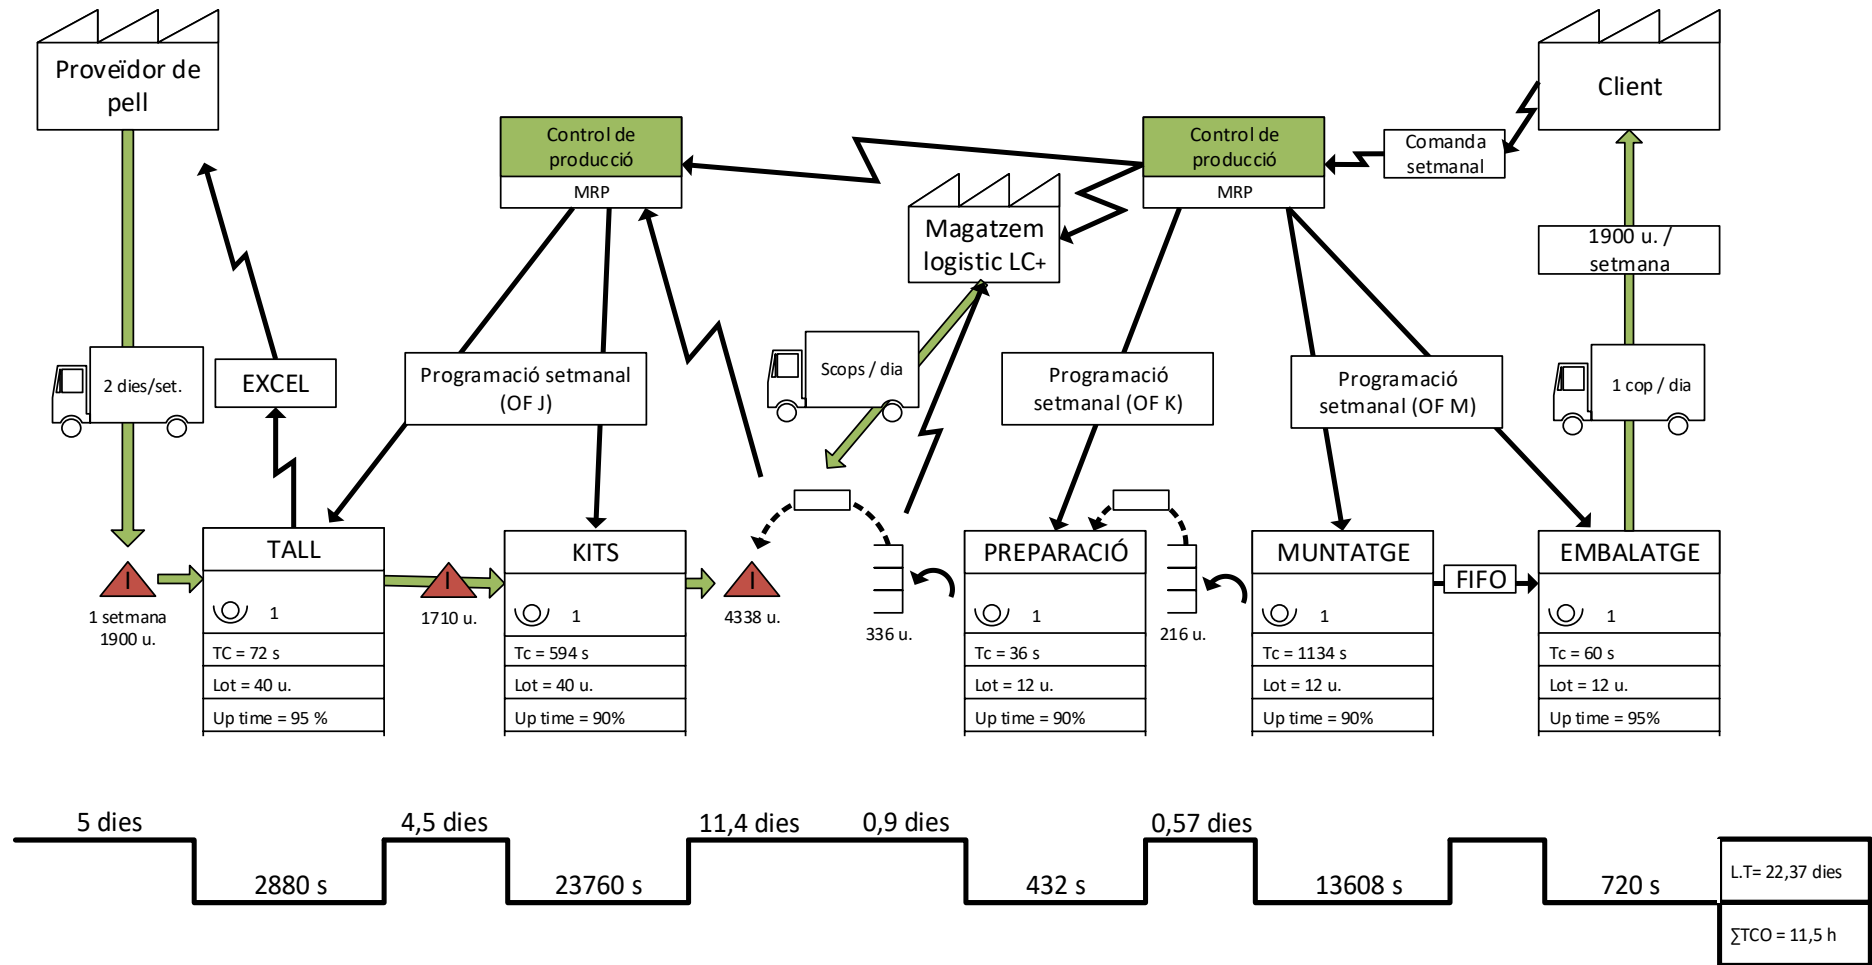 Proveïdor de
pell
Control de
producció
MRP
Control de
producció
MRP
Comanda
setmanal
Client
Magatzem
logistic LC+
1900 u. /
setmana
2 dies/set.
EXCEL
Programació setmanal
(OF J)
Scops / dia
Programació
setmanal (OF K)
Programació
setmanal (OF M)
1 cop / dia
I
1 setmana
1900 u.
TALL
1
TC = 72 s
Lot = 40 u.
Up time = 95 %
I
1710 u.
KITS
1
Tc = 594 s
Lot = 40 u.
Up time = 90%
I
4338 u.
336 u.
PREPARACIÓ
1
Tc = 36 s
Lot = 12 u.
Up time = 90%
216 u.
MUNTATGE
1
Tc = 1134 s
Lot = 12 u.
Up time = 90%
FIFO
EMBALATGE
1
Tc = 60 s
Lot = 12 u.
Up time = 95%
5 dies
4,5 dies
11,4 dies
0,9 dies
0,57 dies
2880 s
23760 s
432 s
13608 s
720 s
L.T= 22,37 dies
∑TCO = 11,5 h